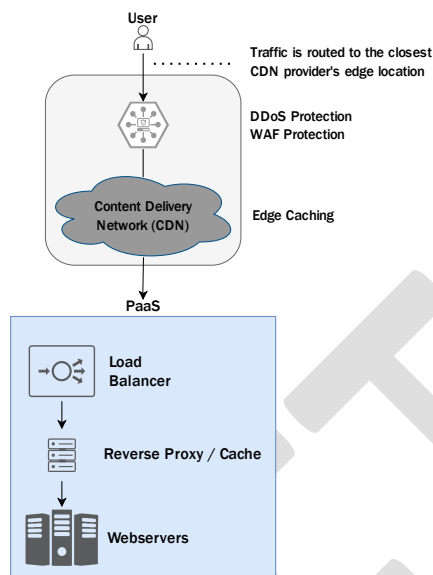 User
Traffic is routed to the closest
CDN provider's edge location
DDoS Protection
WAF Protection
Content Delivery
Network (CDN)
Edge Caching
PaaS
Load
Balancer
Reverse Proxy / Cache
Webservers